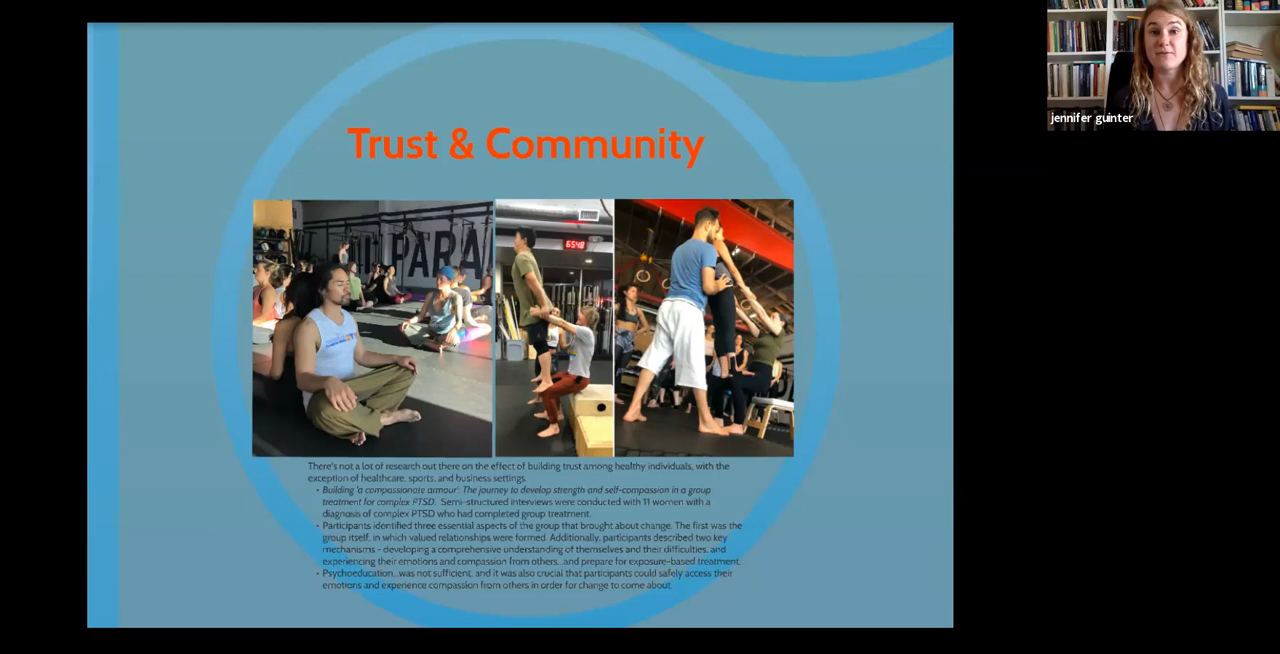 Trust & Community
PARA
6548
jennifer guinter
There's not a lot of research out there on the effect of building trust among healthy individuals, with the
exception of healthcare, sports, and business settings.
• Building 'a compassionate armour': The journey to develop strength and self-compassion in a group
treatment for complex PTSD. Semi-structured interviews were conducted with 11 women with a
diagnosis of complex PTSD who had completed group treatment.
• Participants identified three essential aspects of the group that brought about change. The first was the
group itself, in which valued relationships were formed. Additionally, participants described two key
mechanisms - developing a comprehensive understanding of themselves and their difficulties, and
experiencing their emotions and compassion from others...and prepare for exposure-based treatment.
• Psychoeducation...was not sufficient, and it was also crucial that participants could safely access their
emotions and experience compassion from others in order for change to come about.